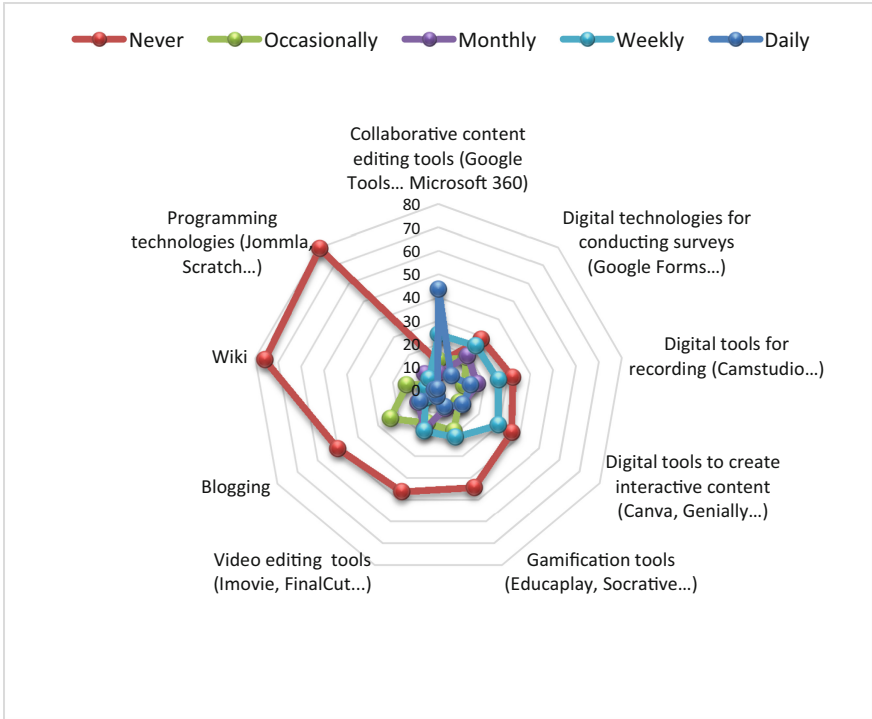 Never Occasionally Monthly Weekly Daily
Collaborative content
editing tools (Google
Tools... Microsoft 360)
80
70
60
50
40
30
20
10
0
Digital technologies for
conducting surveys
(Google Forms...)
Digital tools for
recording (Camstudio...)
Digital tools to create
interactive content
(Canva, Genially...)
Gamification tools
(Educaplay, Socrative...)
Video editing tools
(Imovie, FinalCut...)
Blogging
Wiki
Programming
technologies (Jommla,
Scratch...)